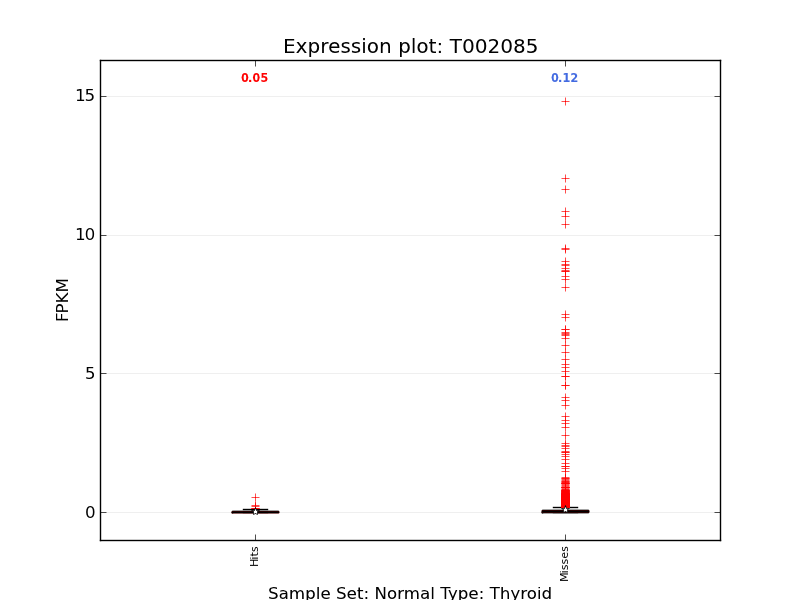 Expression plot: T002085
0.05 0.12
15
10
5
0
FPKM
Hits Misses
Sample Set: Normal Type: Thyroid